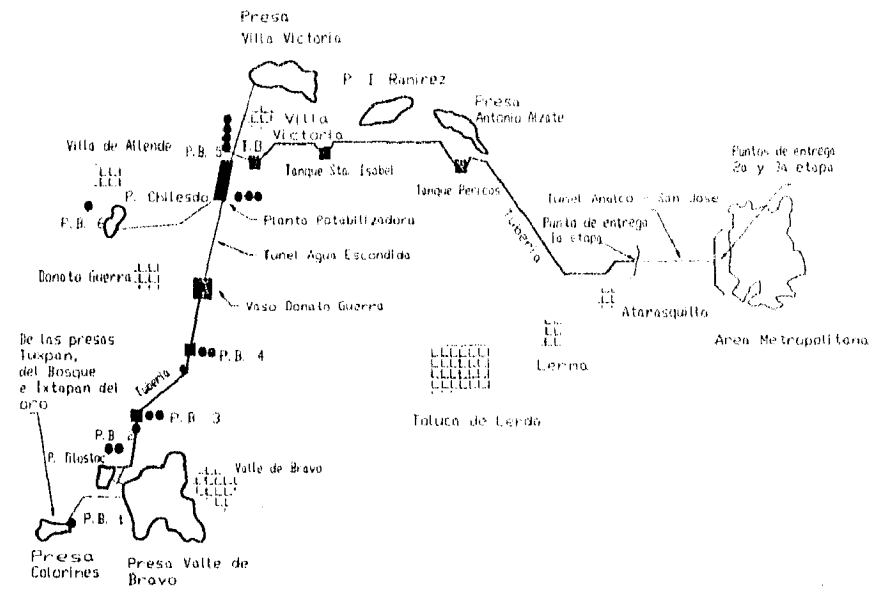 Presa
Villa Victoria
P. I Ramirez
Presa
Antonio Alzate
Villa
Victoria
Villa de Allende
P.B. 5
T.B
Tanque Sta. Isabel
Tanque Pericos
Puntos de entrega
2a y 3a etapa
P. Chilesdo
P.B. 6
Planta Potabilizadora
Tuberia
Tunel Analco - San Jose
Punto de entrega
1a etapa
Tunel Agua Escondida
Donato Guerra
Vaso Donato Guerra
Atarasquillo
Area Metropolitana
De las presas
Tuxpan,
del Bosque
e Ixtapan del
oro
P.B. 4
Lerma
Tuberia
Toluca de Lerdo
P.B 3
P.B 2
P. Tilostoc
Valle de Bravo
P.B. 1
Presa
Colorines
Presa Valle de
Bravo